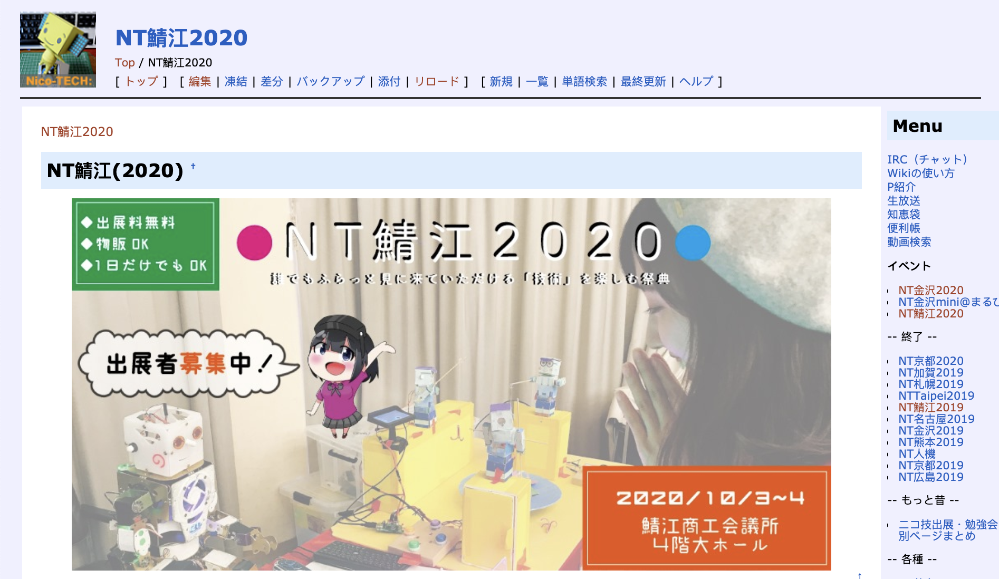 Nico-TECH:
NT鯖江2020
Top / NT鯖江2020
[ トップ ] [ 編集 | 凍結 | 差分 | バックアップ | 添付 | リロード ] [ 新規 | 一覧 | 単語検索 | 最終更新 | ヘルプ ]
NT鯖江2020
NT鯖江(2020) †
◆出展料無料
◆物販OK
◆1日だけでもOK
●NT鯖江2020●
誰でもふらっと見に来ていただける「技術」を楽しむ祭典
出展者募集中!
2020/10/3~4
鯖江商工会議所
4階大ホール
↑
Menu
IRC（チャット）
Wikiの使い方
P紹介
生放送
知恵袋
便利帳
動画検索
イベント
NT金沢2020
NT金沢mini@まるび
NT鯖江2020
-- 終了 --
NT京都2020
NT加賀2019
NT札幌2019
NTTaipei2019
NT鯖江2019
NT名古屋2019
NT金沢2019
NT熊本2019
NT人機
NT京都2019
NT広島2019
-- もっと昔 --
ニコ技出展・勉強会
別ページまとめ
-- 各種 --